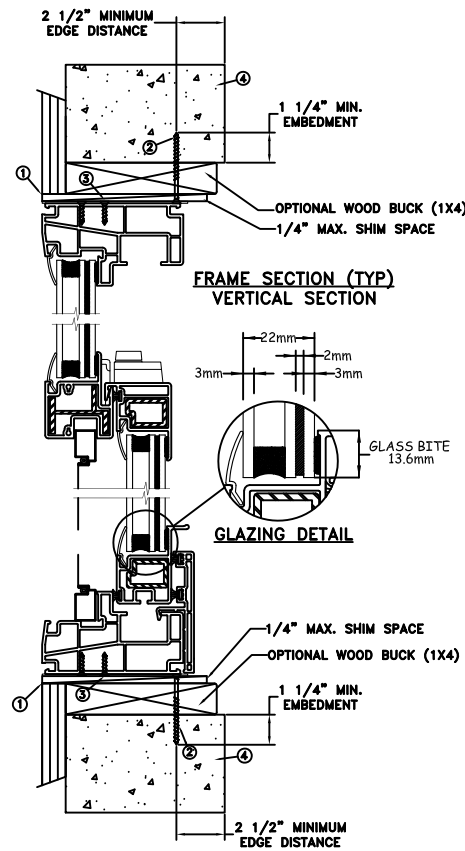 2 1/2" MINIMUM
EDGE DISTANCE
4
1 1/4" MIN.
EMBEDMENT
2
1
3
OPTIONAL WOOD BUCK (1X4)
1/4" MAX. SHIM SPACE
FRAME SECTION (TYP)
VERTICAL SECTION
22mm
2mm
3mm
3mm
GLASS BITE
13.6mm
GLAZING DETAIL
1/4" MAX. SHIM SPACE
OPTIONAL WOOD BUCK (1X4)
3
1
1 1/4" MIN.
EMBEDMENT
2
4
2 1/2" MINIMUM
EDGE DISTANCE